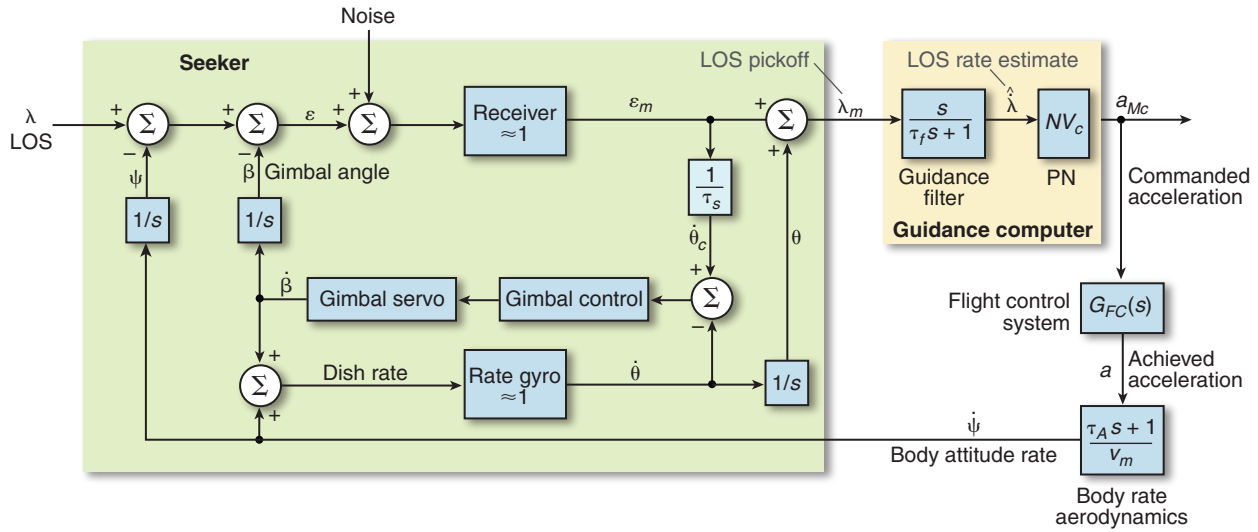 Noise
Seeker
LOS pickoff
LOS rate estimate
λ
LOS
+
Σ
−
+
Σ
−
ε
+
+
Σ
Receiver
≈1
ε_m
+
Σ
+
λ_m
s
τ_f s + 1
λ̇̂
NV_c
a_Mc
ψ
β
Gimbal angle
Guidance
filter
PN
Commanded
acceleration
1/s
1/s
1
τ_s
θ
Guidance computer
θ̇_c
β̇
Gimbal servo
Gimbal control
+
Σ
−
Flight control
system
G_FC(s)
+
Σ
+
Dish rate
Rate gyro
≈1
θ̇
1/s
a
Achieved
acceleration
ψ̇
Body attitude rate
τ_A s + 1
v_m
Body rate
aerodynamics